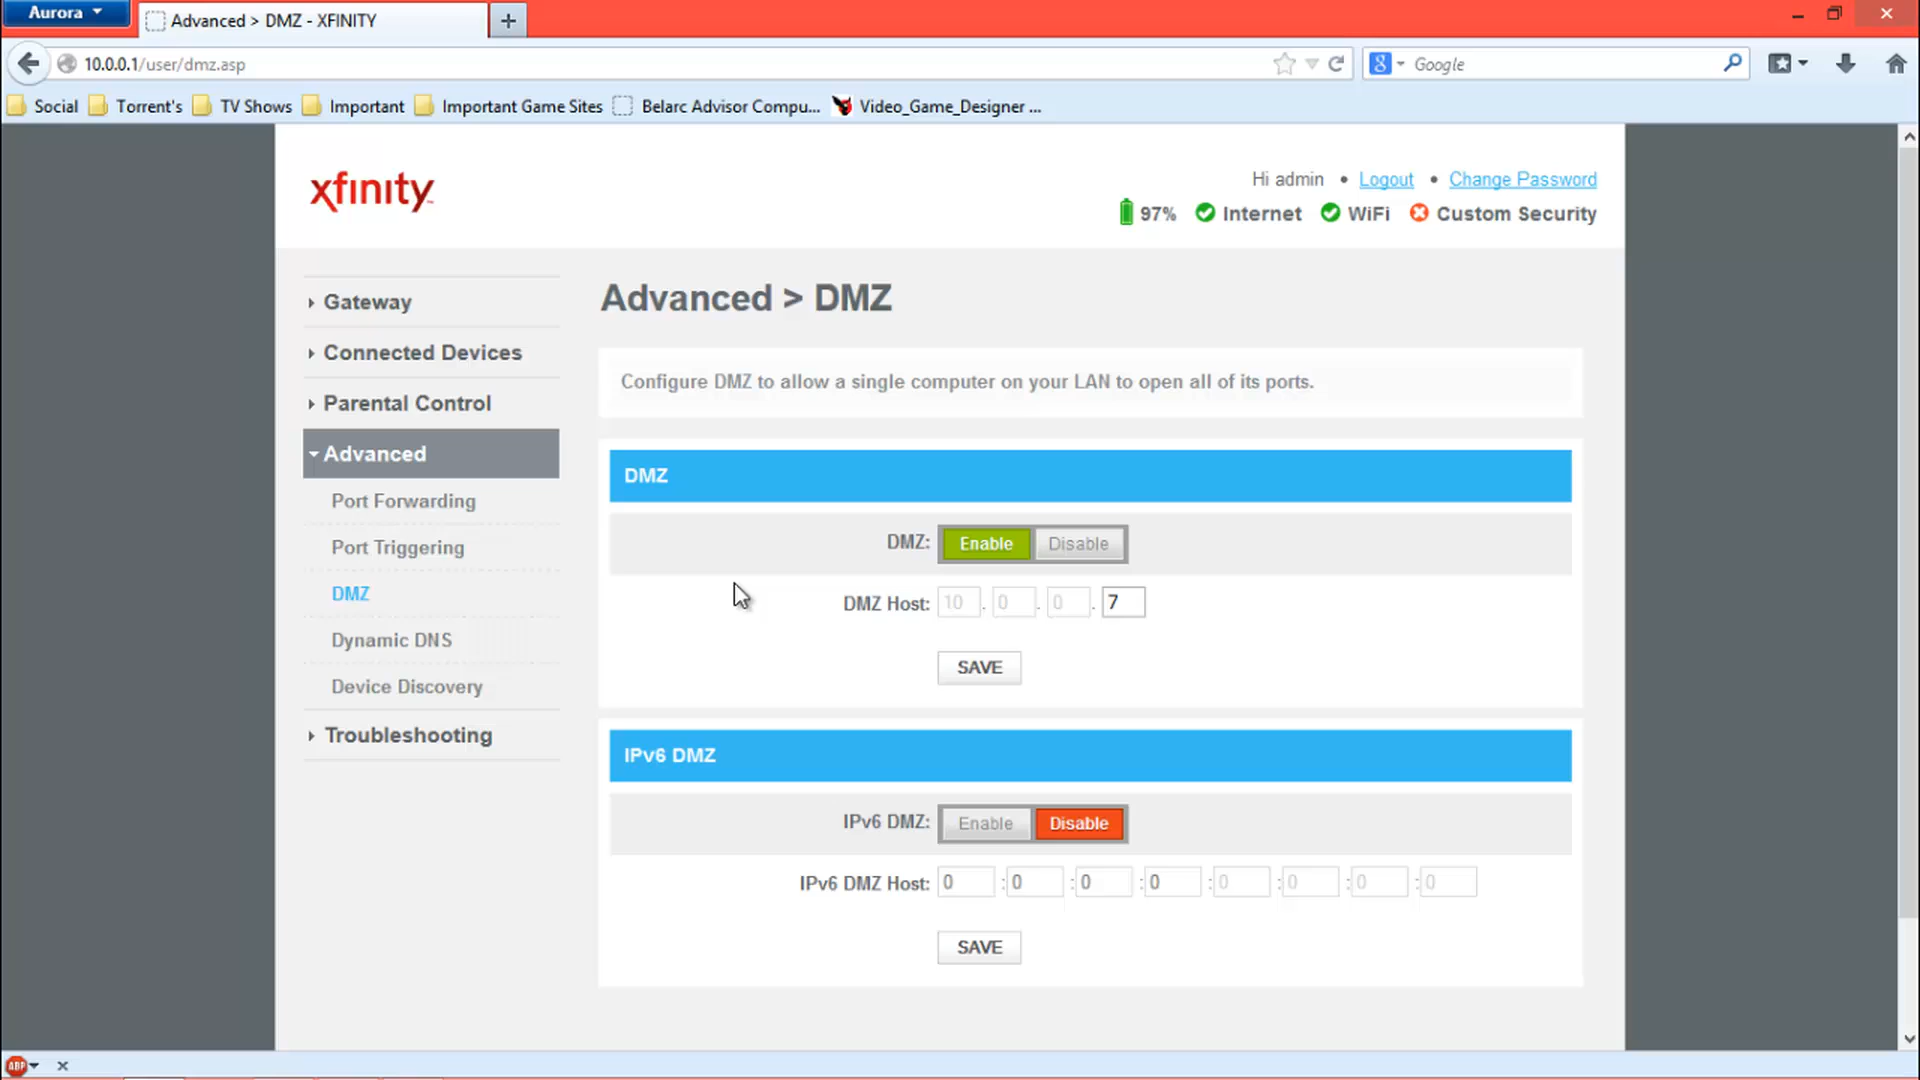 Aurora
Advanced > DMZ - XFINITY
+
10.0.0.1/user/dmz.asp
8
Google
Social
Torrent's
TV Shows
Important
Important Game Sites
Belarc Advisor Compu...
Video_Game_Designer ...
xfinity
Hi admin • Logout • Change Password
97% Internet WiFi Custom Security
Gateway
Connected Devices
Parental Control
Advanced
Port Forwarding
Port Triggering
DMZ
Dynamic DNS
Device Discovery
Troubleshooting
Advanced > DMZ
Configure DMZ to allow a single computer on your LAN to open all of its ports.
DMZ
DMZ: Enable Disable
DMZ Host: 10 . 0 . 0 . 7
SAVE
IPv6 DMZ
IPv6 DMZ: Enable Disable
IPv6 DMZ Host: 0 :0 :0 :0 :0 :0 :0 :0
SAVE
ABP